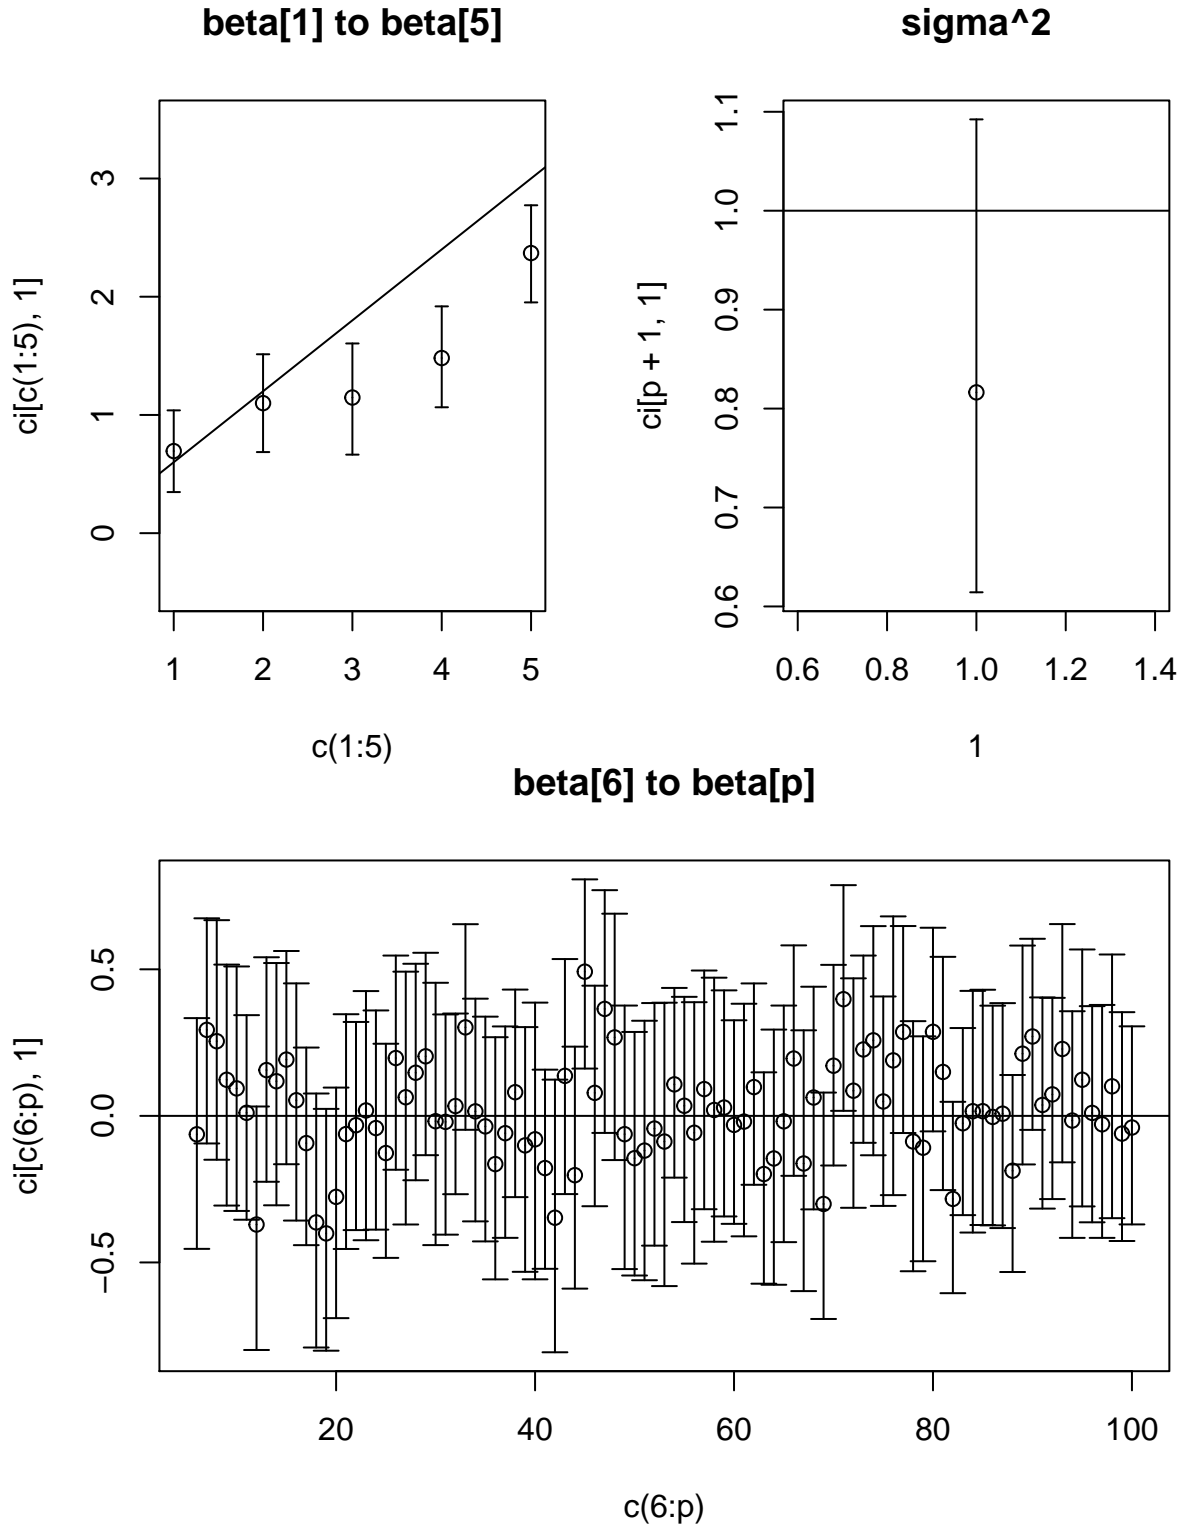 beta[1] to beta[5]
ci[c(1:5), 1]
3
2
1
0
1 2 3 4 5
c(1:5)
sigma^2
ci[p + 1, 1]
1.1
1.0
0.9
0.8
0.7
0.6
0.6 0.8 1.0 1.2 1.4
1
beta[6] to beta[p]
ci[c(6:p), 1]
0.5
0.0
−0.5
20 40 60 80 100
c(6:p)